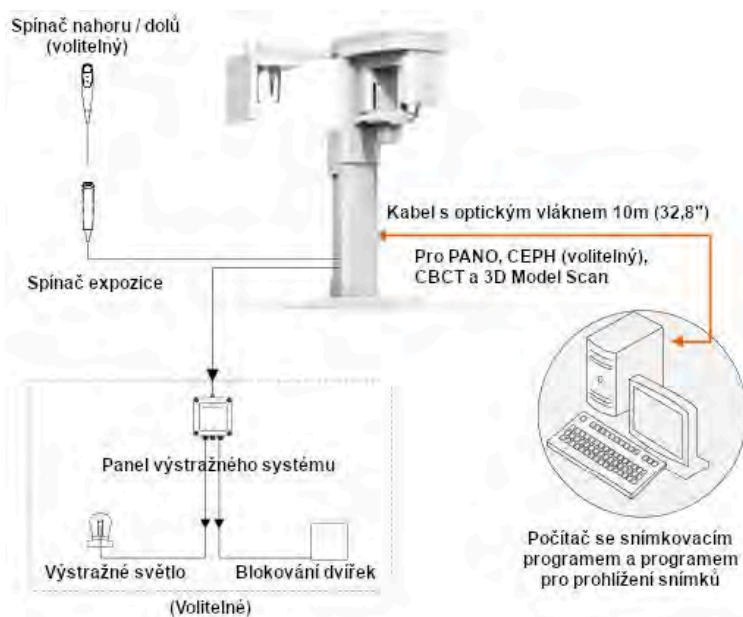 Spínač nahoru / dolů
(volitelný)
Kabel s optickým vláknem 10m (32,8")
Pro PANO, CEPH (volitelný),
CBCT a 3D Model Scan
Spínač expozice
Panel výstražného systému
Výstražné světlo
Blokování dvířek
(Volitelné)
Počítač se snímkovacím
programem a programem
pro prohlížení snímků